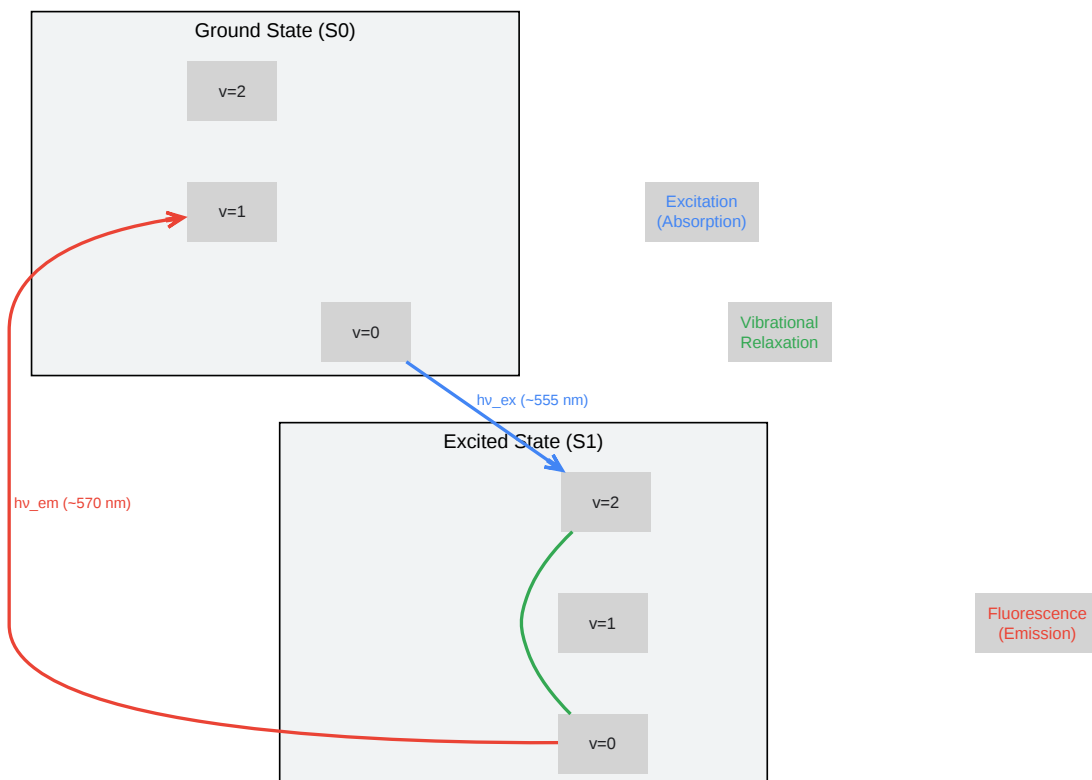 Ground State (S0)
v=2
v=1
Excitation
(Absorption)
v=0
Vibrational
Relaxation
hν_ex (~555 nm)
Excited State (S1)
v=2
hν_em (~570 nm)
v=1
Fluorescence
(Emission)
v=0